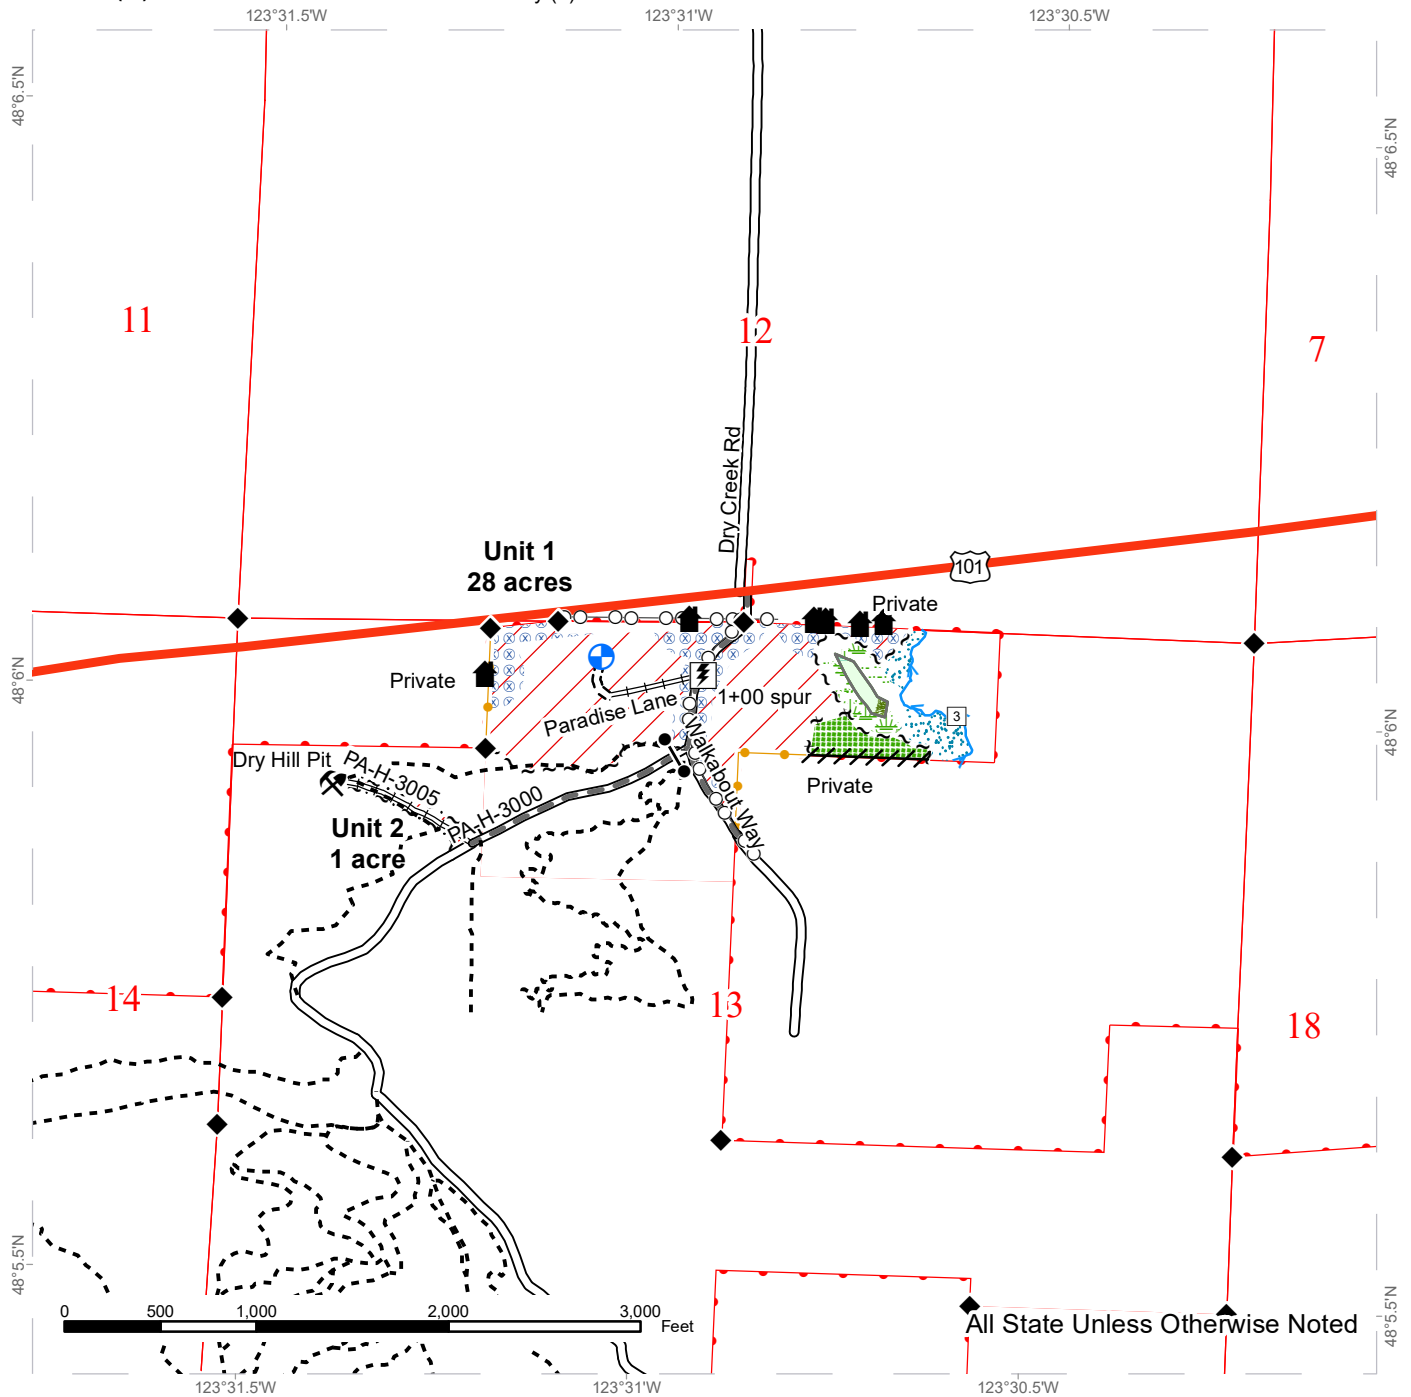 123°31.5'W
123°31'W
123°30.5'W
48°6.5'N
48°6.5'N
11
12
7
Dry Creek Rd
101
Unit 1
28 acres
Private
Private
48°6'N
1+00 spur
Paradise Lane
3
48°6'N
Walkabout Way
Dry Hill Pit
PA-H-3005
Private
PA-H-3000
Unit 2
1 acre
14
13
18
48°5.5'N
48°5.5'N
0 500 1,000 2,000 3,000
Feet
All State Unless Otherwise Noted
123°31.5'W
123°31'W
123°30.5'W